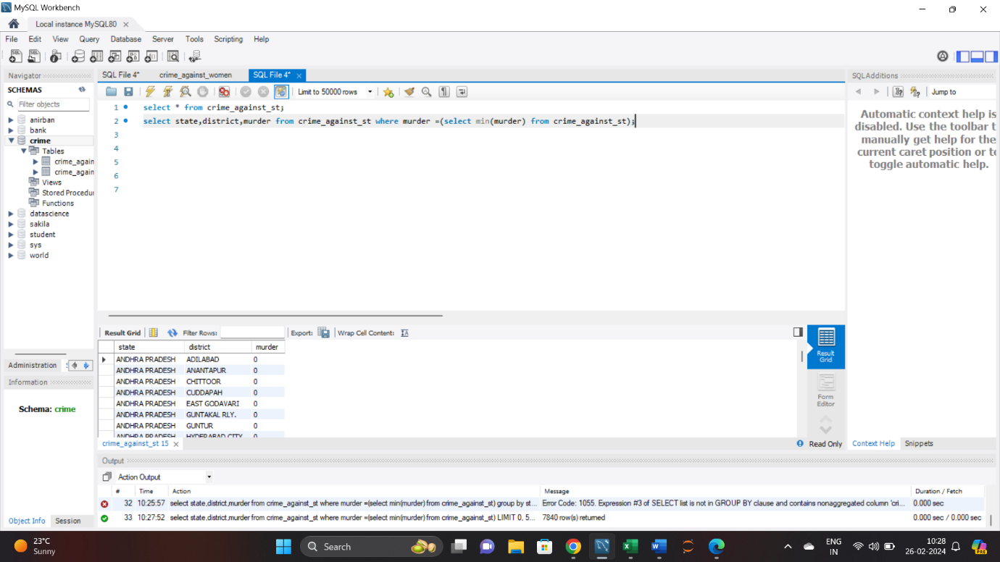 MySQL Workbench
Local instance MySQL80
File Edit View Query Database Server Tools Scripting Help
Navigator
SCHEMAS
Filter objects
anirban
bank
crime
Tables
crime_again
crime_again
Views
Stored Procedu
Functions
datascience
sakila
student
sys
world
Administration
Information
Schema: crime
Object Info Session
SQL File 4* crime_against_women SQL File 4*
Limit to 50000 rows
1 select * from crime_against_st;
2 select state,district,murder from crime_against_st where murder =(select min(murder) from crime_against_st);
3
4
5
6
7
Result Grid Filter Rows: Export: Wrap Cell Content:
state district murder
ANDHRA PRADESH ADILABAD 0
ANDHRA PRADESH ANANTAPUR 0
ANDHRA PRADESH CHITTOOR 0
ANDHRA PRADESH CUDDAPAH 0
ANDHRA PRADESH EAST GODAVARI 0
ANDHRA PRADESH GUNTAKAL RLY. 0
ANDHRA PRADESH GUNTUR 0
ANDHRA PRADESH HYDERABAD CITY 0
Result
Grid
Form
Editor
crime_against_st 15
Read Only
SQLAdditions
Jump to
Automatic context help is
disabled. Use the toolbar t
manually get help for the
current caret position or to
toggle automatic help.
Context Help Snippets
Output
Action Output
# Time Action Message Duration / Fetch
32 10:25:57 select state,district,murder from crime_against_st where murder =(select min(murder) from crime_against_st) group by st... Error Code: 1055. Expression #3 of SELECT list is not in GROUP BY clause and contains nonaggregated column 'cri... 0.000 sec
33 10:27:52 select state,district,murder from crime_against_st where murder =(select min(murder) from crime_against_st) LIMIT 0, 5... 7840 row(s) returned 0.000 sec / 0.000 sec
23°C
Sunny
Search
ENG
IN
10:28
26-02-2024
PRE